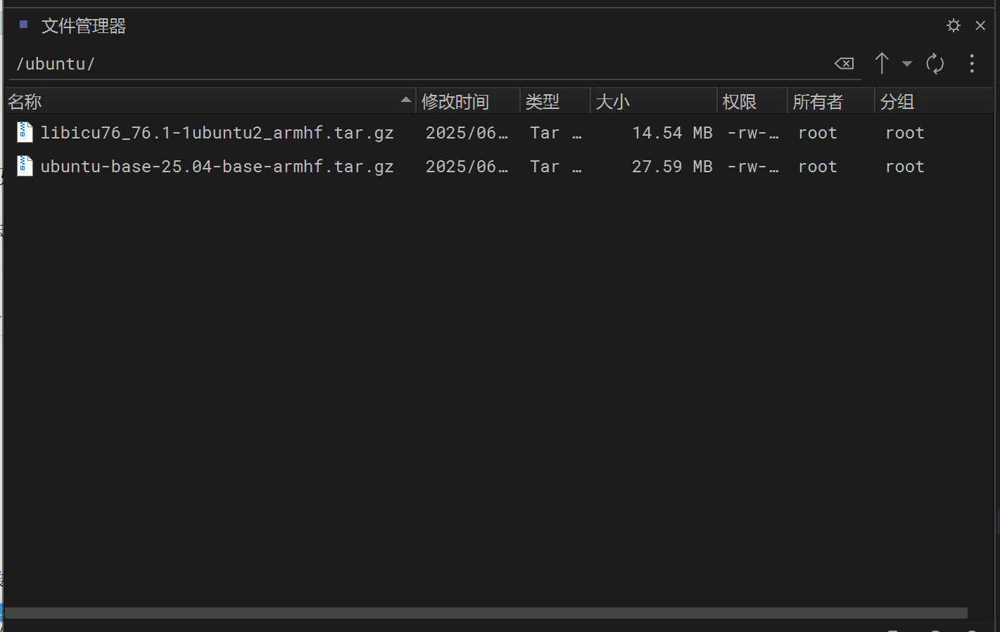 文件管理器
/ubuntu/
名称 修改时间 类型 大小 权限 所有者 分组
libicu76_76.1-1ubuntu2_armhf.tar.gz 2025/06… Tar … 14.54 MB -rw-… root root
ubuntu-base-25.04-base-armhf.tar.gz 2025/06… Tar … 27.59 MB -rw-… root root